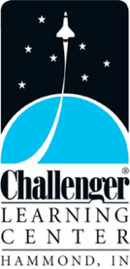 Challenger®
LEARNING
CENTER
HAMMOND, IN